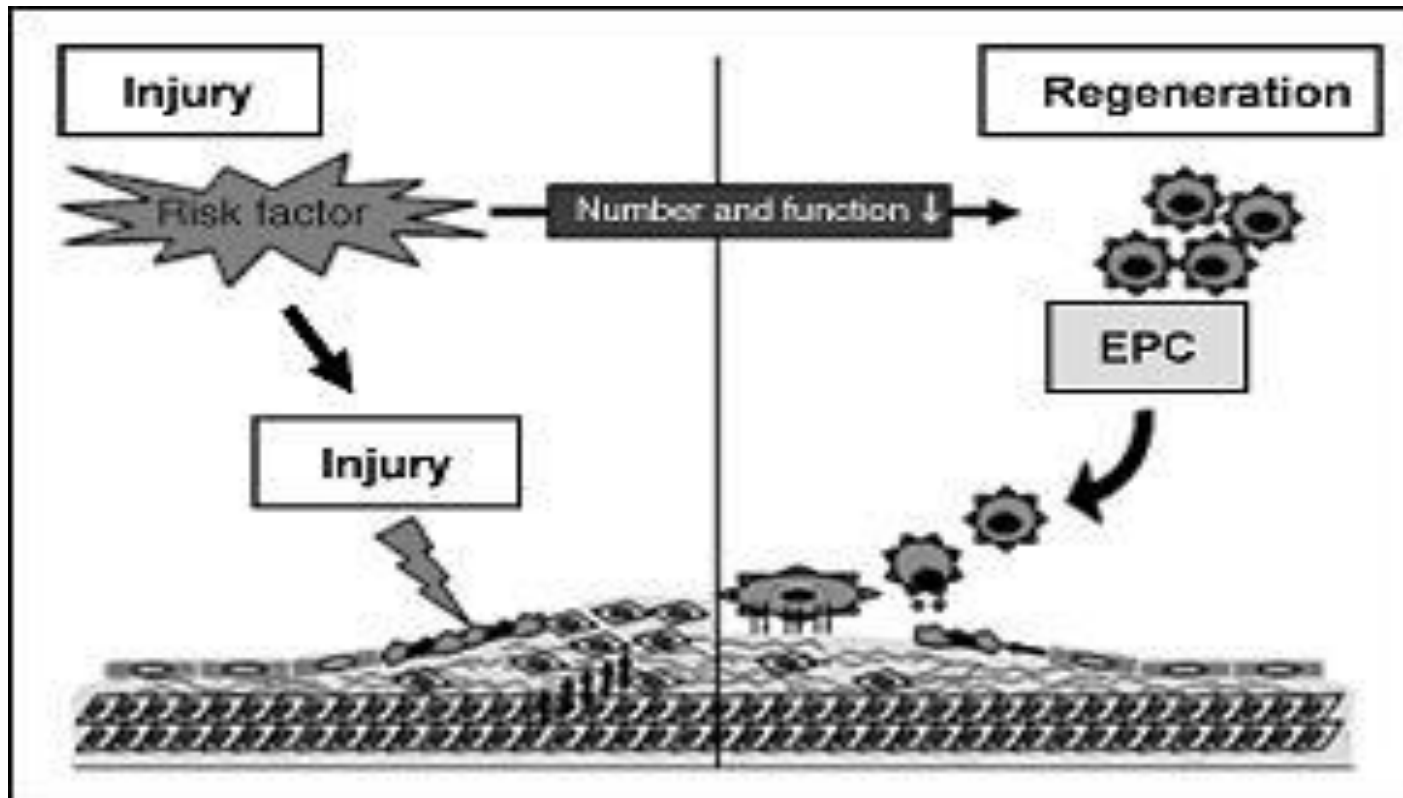 Injury
Regeneration
Risk factor
Number and function ↓
EPC
Injury